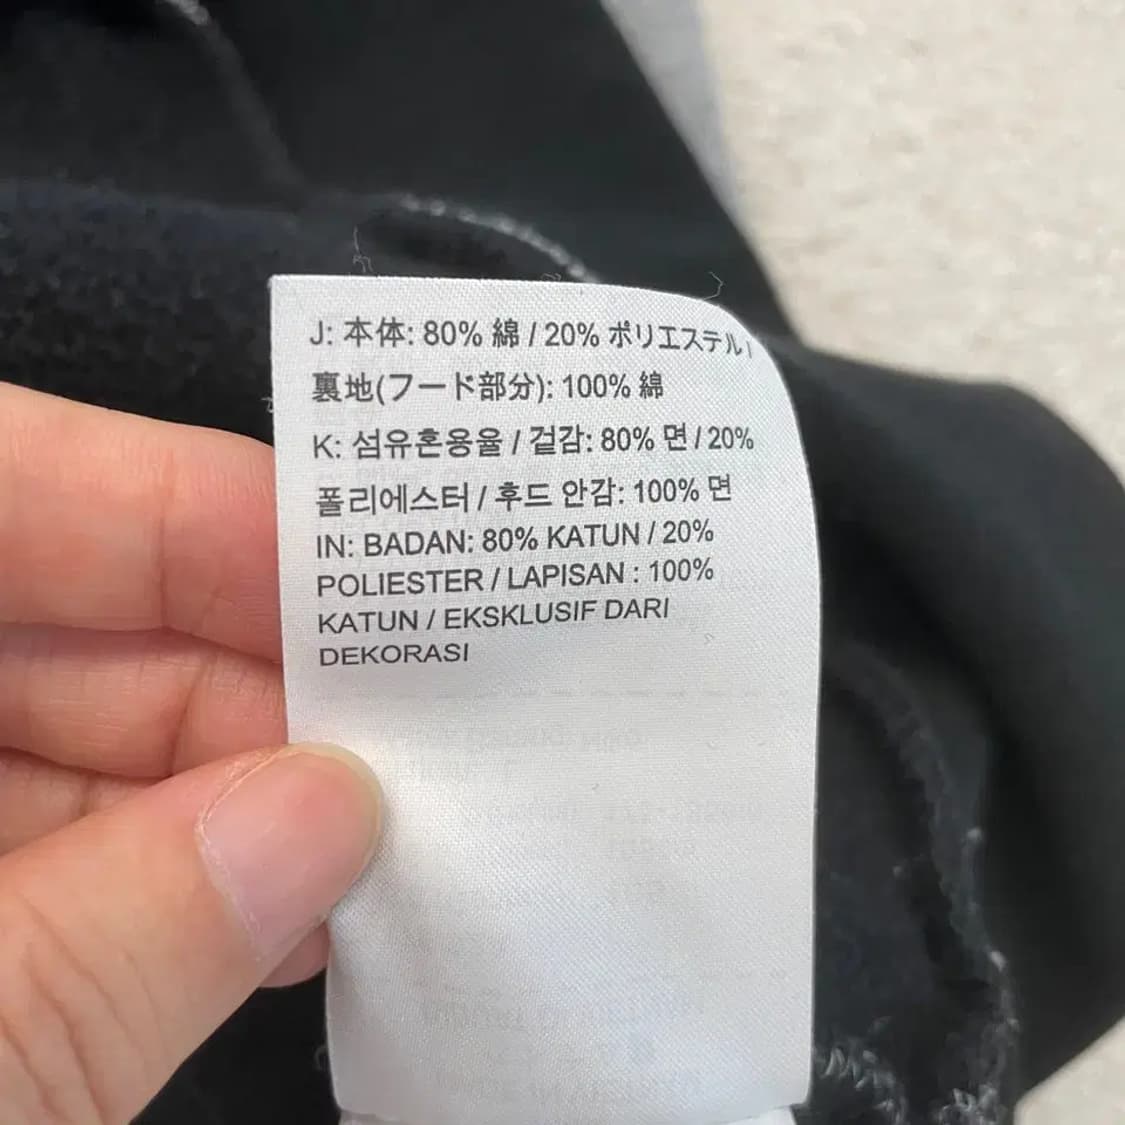 J: 本体: 80% 綿 / 20% ポリエステル /
裏地(フード部分): 100% 綿
K: 섬유혼용율 / 겉감: 80% 면 / 20%
폴리에스터 / 후드 안감: 100% 면
IN: BADAN: 80% KATUN / 20%
POLIESTER / LAPISAN : 100%
KATUN / EKSKLUSIF DARI
DEKORASI